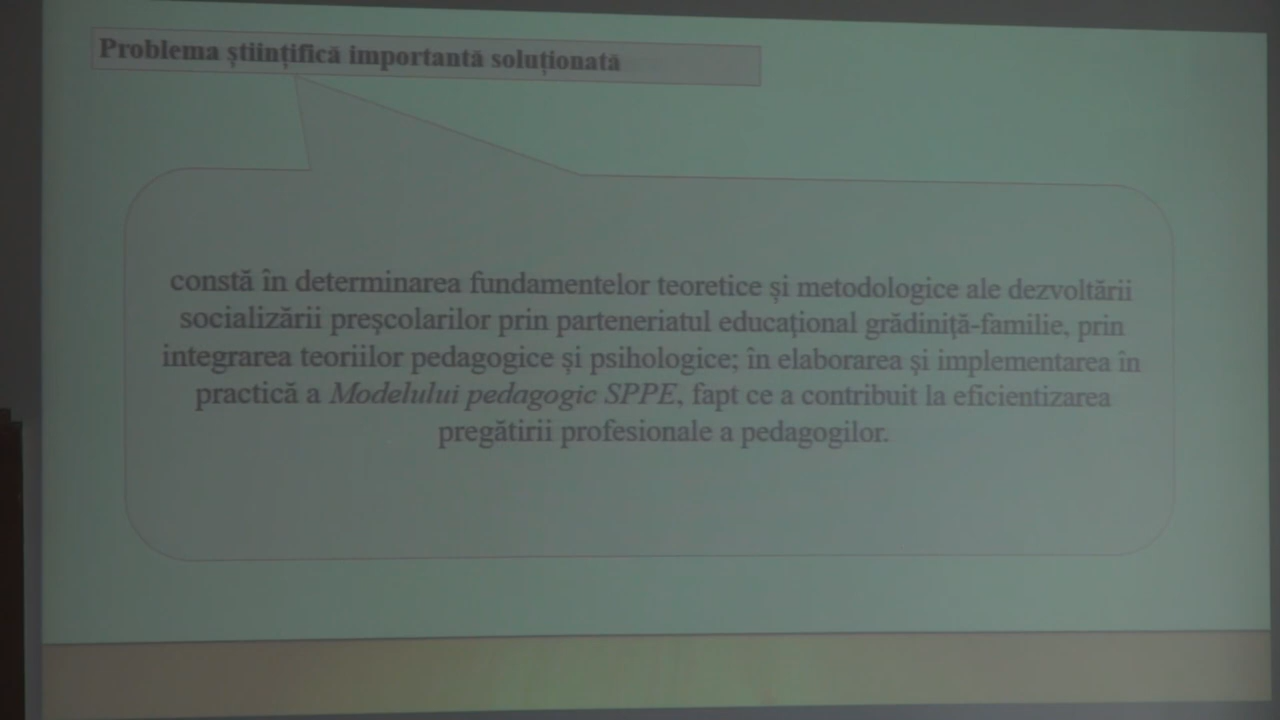 Problema științifică importantă soluționată
constă în determinarea fundamentelor teoretice și metodologice ale dezvoltării
socializării preșcolarilor prin parteneriatul educațional grădiniță-familie, prin
integrarea teoriilor pedagogice și psihologice; în elaborarea și implementarea în
practică a Modelului pedagogic SPPE, fapt ce a contribuit la eficientizarea
pregătirii profesionale a pedagogilor.